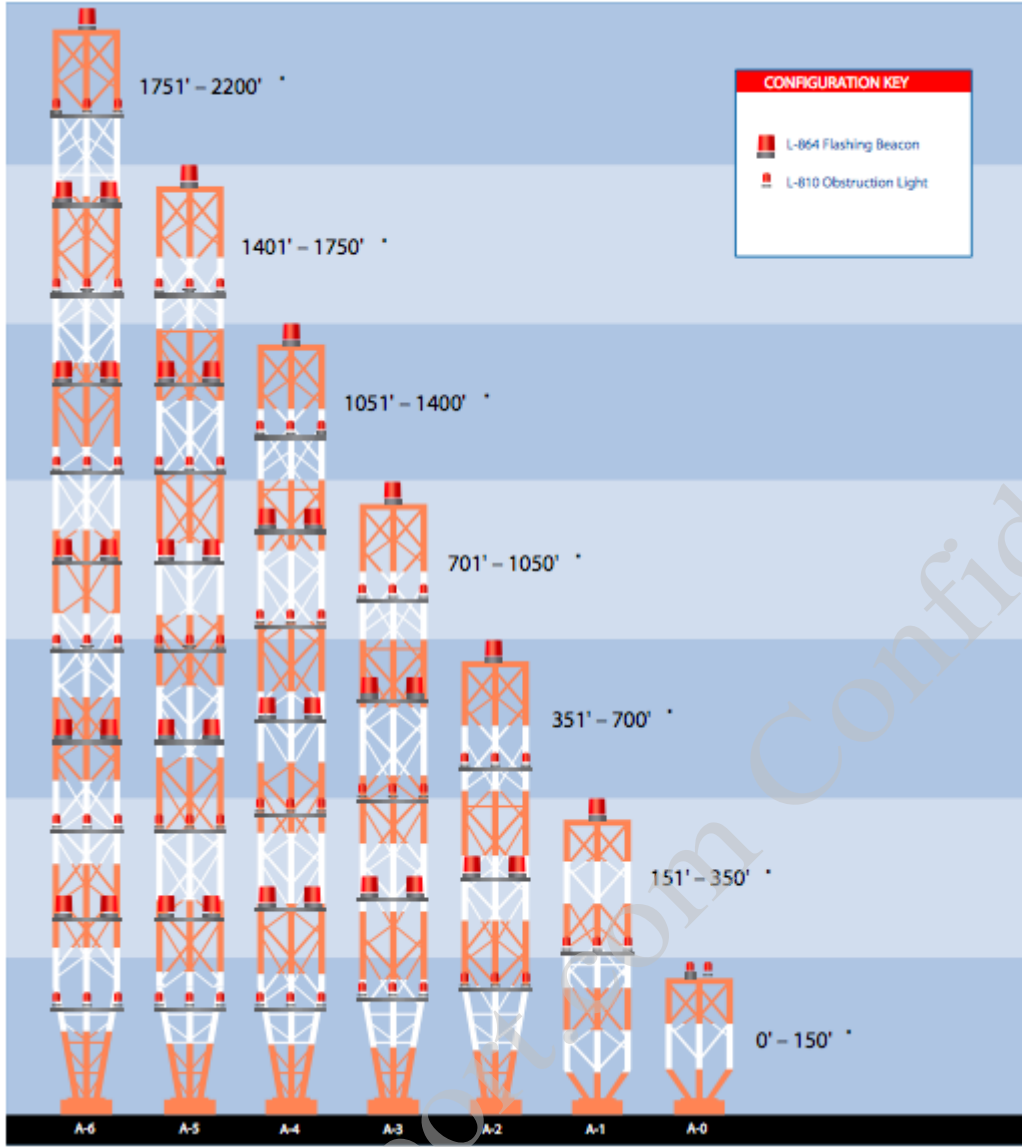 1751' – 2200' *
CONFIGURATION KEY
L-864 Flashing Beacon
L-810 Obstruction Light
1401' – 1750' *
1051' – 1400' *
701' – 1050' *
351' – 700' *
151' – 350' *
0' – 150' *
A-6 A-5 A-4 A-3 A-2 A-1 A-0